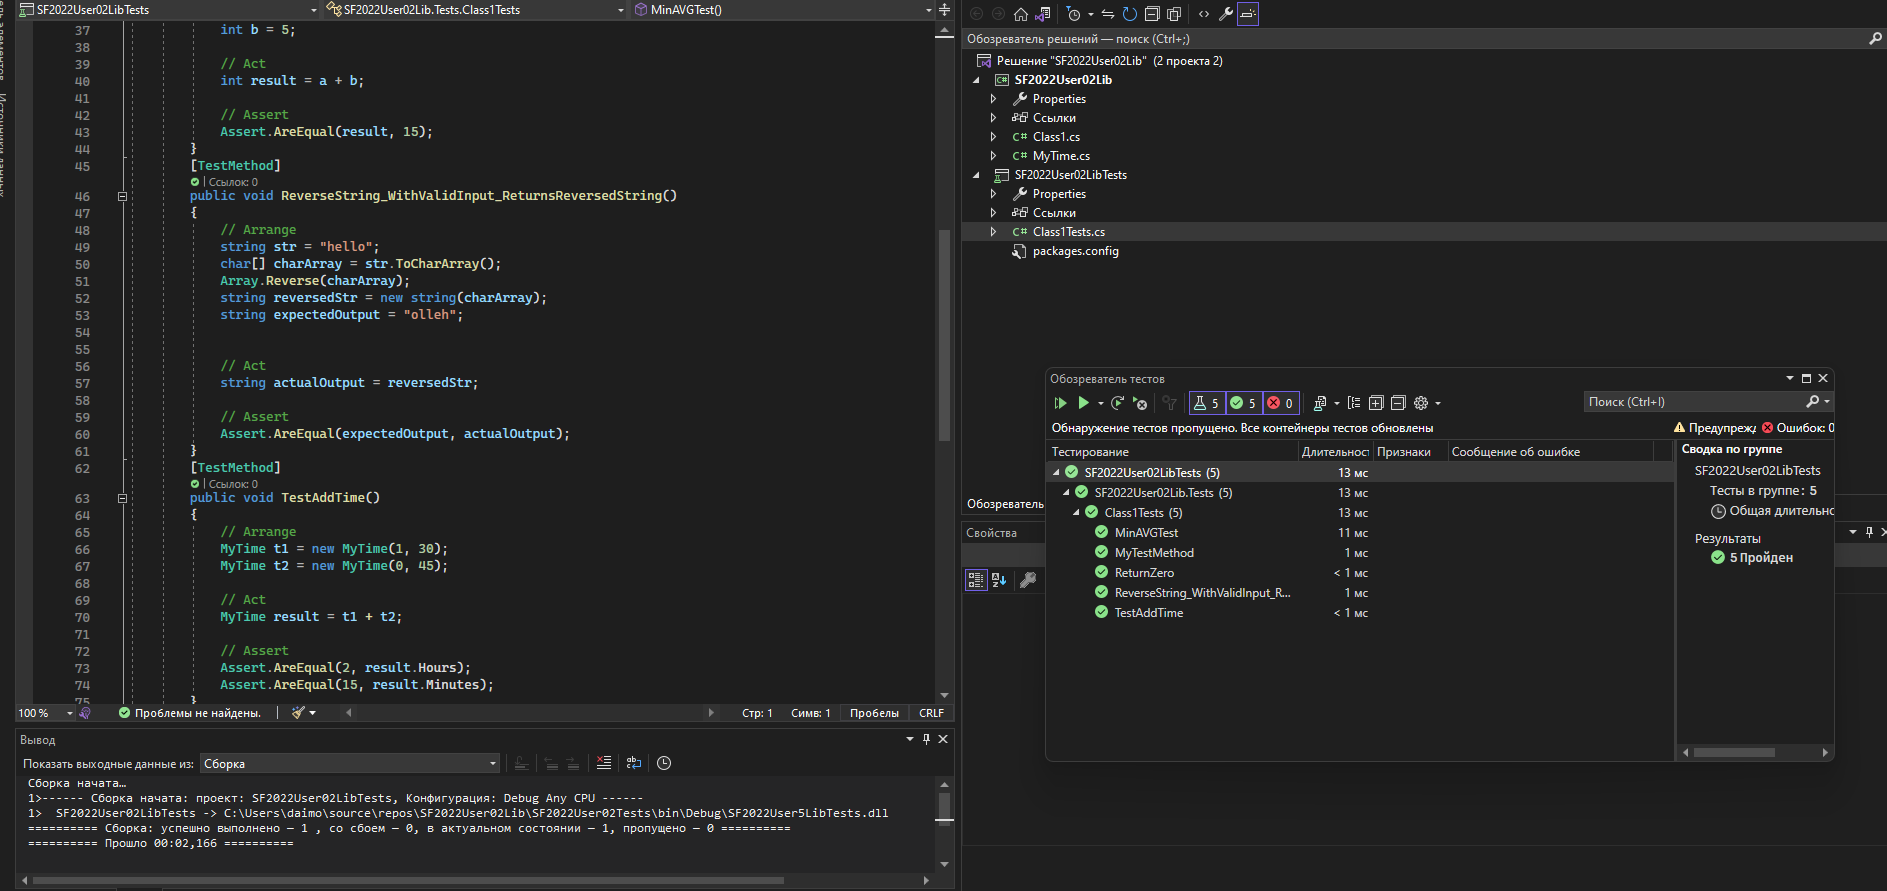 SF2022User02LibTests
SF2022User02Lib.Tests.Class1Tests
MinAVGTest()
37 int b = 5;
38
39 // Act
40 int result = a + b;
41
42 // Assert
43 Assert.AreEqual(result, 15);
44 }
45 [TestMethod]
Ссылок: 0
46 public void ReverseString_WithValidInput_ReturnsReversedString()
47 {
48 // Arrange
49 string str = "hello";
50 char[] charArray = str.ToCharArray();
51 Array.Reverse(charArray);
52 string reversedStr = new string(charArray);
53 string expectedOutput = "olleh";
54
55
56 // Act
57 string actualOutput = reversedStr;
58
59 // Assert
60 Assert.AreEqual(expectedOutput, actualOutput);
61 }
62 [TestMethod]
Ссылок: 0
63 public void TestAddTime()
64 {
65 // Arrange
66 MyTime t1 = new MyTime(1, 30);
67 MyTime t2 = new MyTime(0, 45);
68
69 // Act
70 MyTime result = t1 + t2;
71
72 // Assert
73 Assert.AreEqual(2, result.Hours);
74 Assert.AreEqual(15, result.Minutes);
75 }
100 %
Проблемы не найдены.
Стр: 1
Симв: 1
Пробелы
CRLF
Вывод
Показать выходные данные из: Сборка
Сборка начата…
1>------ Сборка начата: проект: SF2022User02LibTests, Конфигурация: Debug Any CPU ------
1> SF2022User02LibTests -> C:\Users\daimo\source\repos\SF2022User02Lib\SF2022User02Tests\bin\Debug\SF2022User5LibTests.dll
========== Сборка: успешно выполнено – 1 , со сбоем – 0, в актуальном состоянии – 1, пропущено – 0 ==========
========== Прошло 00:02,166 ==========
Обозреватель решений — поиск (Ctrl+;)
Решение "SF2022User02Lib" (2 проекта 2)
SF2022User02Lib
Properties
Ссылки
C# Class1.cs
C# MyTime.cs
SF2022User02LibTests
Properties
Ссылки
C# Class1Tests.cs
packages.config
Обозреватель
Свойства
Обозреватель тестов
5
5
0
Поиск (Ctrl+I)
Обнаружение тестов пропущено. Все контейнеры тестов обновлены
Предупреж
Ошибок: 0
Тестирование
Длительнос
Признаки
Сообщение об ошибке
SF2022User02LibTests (5) 13 мс
SF2022User02Lib.Tests (5) 13 мс
Class1Tests (5) 13 мс
MinAVGTest 11 мс
MyTestMethod 1 мс
ReturnZero < 1 мс
ReverseString_WithValidInput_R... 1 мс
TestAddTime < 1 мс
Сводка по группе
SF2022User02LibTests
Тесты в группе: 5
Общая длительно
Результаты
5 Пройден